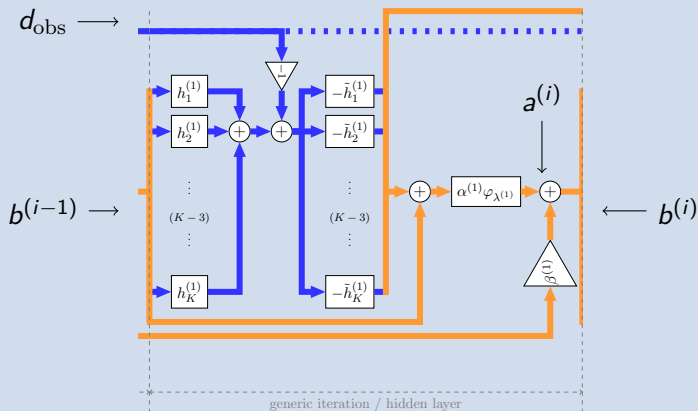 d_obs
-1
h_1^(1)
-h̃_1^(1)
a^(i)
h_2^(1)
+
+
-h̃_2^(1)
b^(i-1)
⋮
(K − 3)
⋮
⋮
(K − 3)
⋮
+
α^(1)φ_λ^(1)
+
b^(i)
β^(1)
h_K^(1)
-h̃_K^(1)
generic iteration / hidden layer